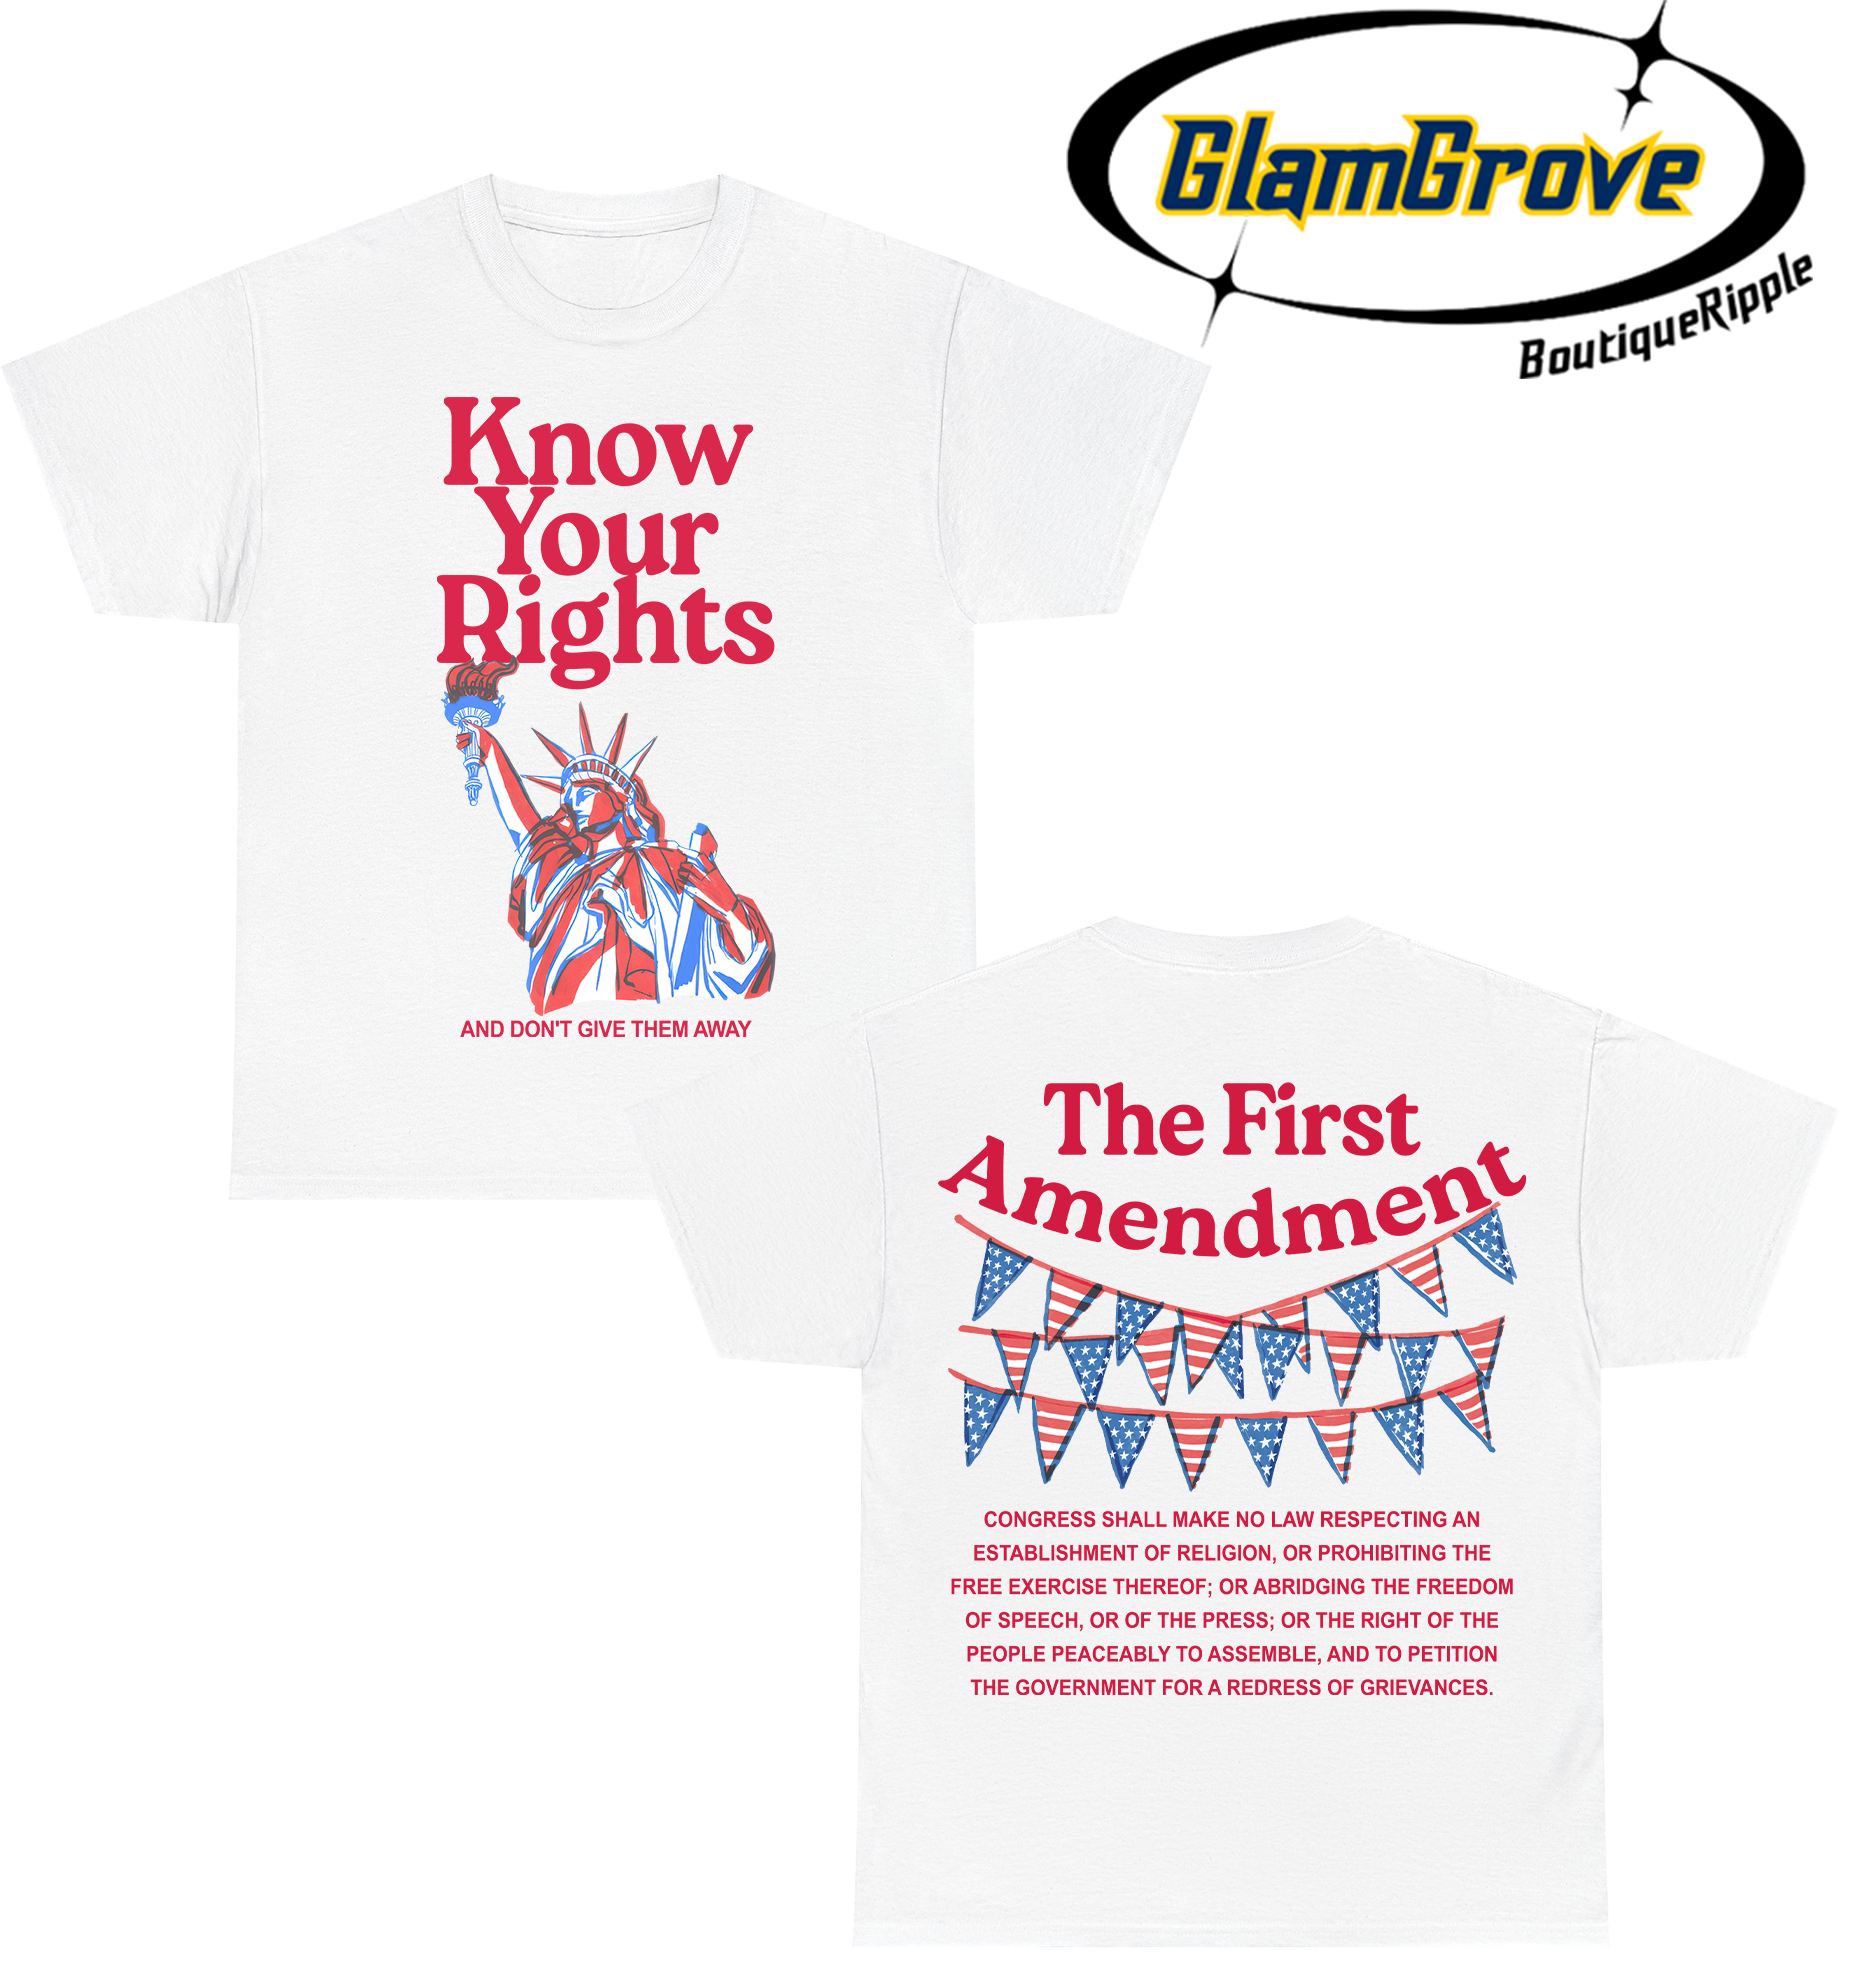 GlamGrove
BoutiqueRipple
Know
Your
Rights
AND DON'T GIVE THEM AWAY
The First
Amendment
CONGRESS SHALL MAKE NO LAW RESPECTING AN
ESTABLISHMENT OF RELIGION, OR PROHIBITING THE
FREE EXERCISE THEREOF; OR ABRIDGING THE FREEDOM
OF SPEECH, OR OF THE PRESS; OR THE RIGHT OF THE
PEOPLE PEACEABLY TO ASSEMBLE, AND TO PETITION
THE GOVERNMENT FOR A REDRESS OF GRIEVANCES.